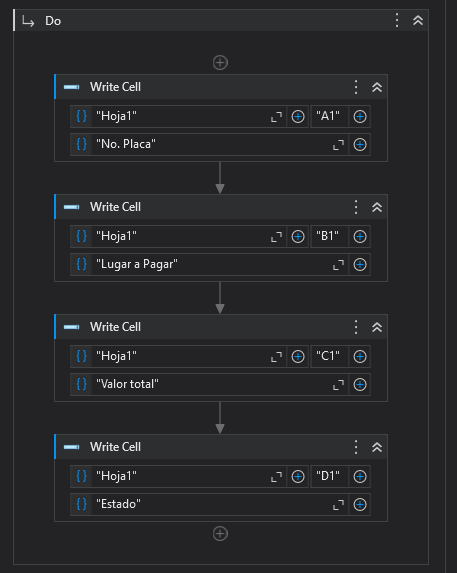 Do
Write Cell
"Hoja1" "A1"
"No. Placa"
Write Cell
"Hoja1" "B1"
"Lugar a Pagar"
Write Cell
"Hoja1" "C1"
"Valor total"
Write Cell
"Hoja1" "D1"
"Estado"